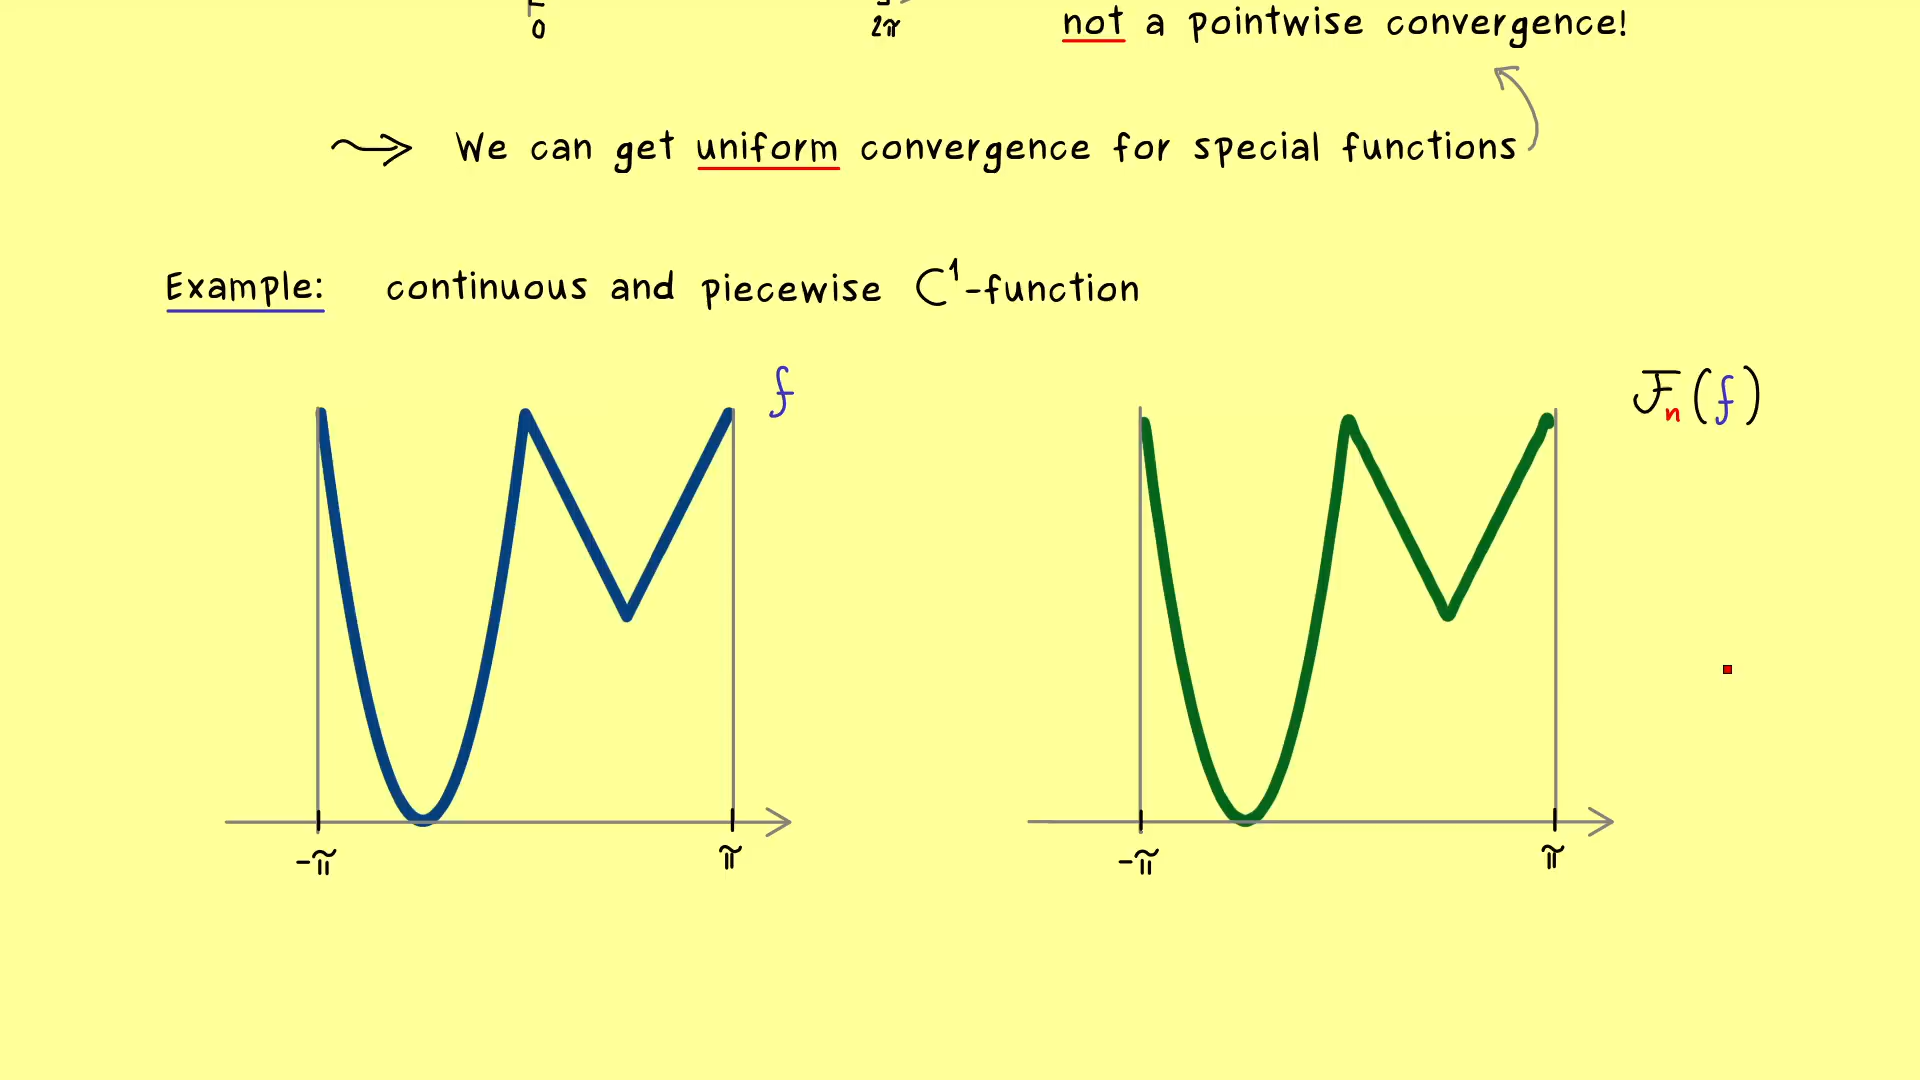 0 2π not a pointwise convergence!
We can get uniform convergence for special functions
Example: continuous and piecewise C¹-function
f
𝓕ₙ(f)
-π π
-π π